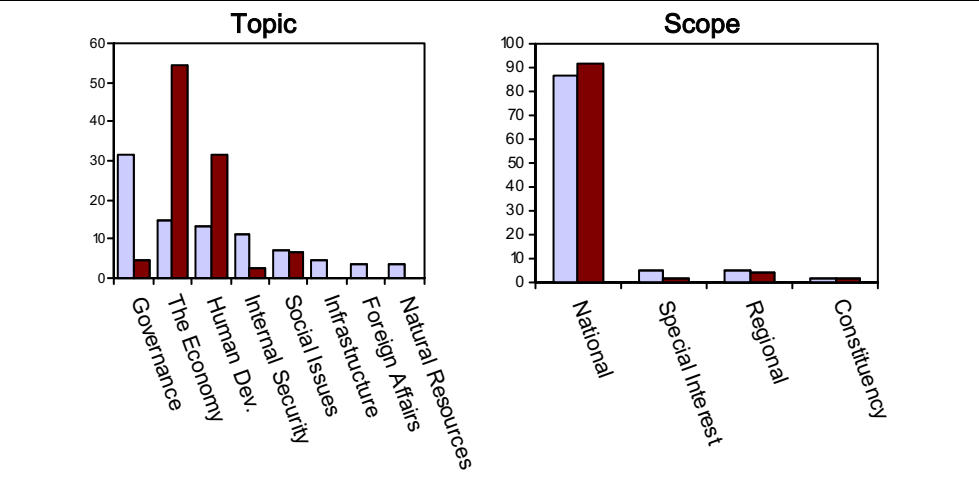 Topic
60
50
40
30
20
10
0
Governance
The Economy
Human Dev.
Internal Security
Social Issues
Infrastructure
Foreign Affairs
Natural Resources
Scope
100
90
80
70
60
50
40
30
20
10
0
National
Special Interest
Regional
Constituency